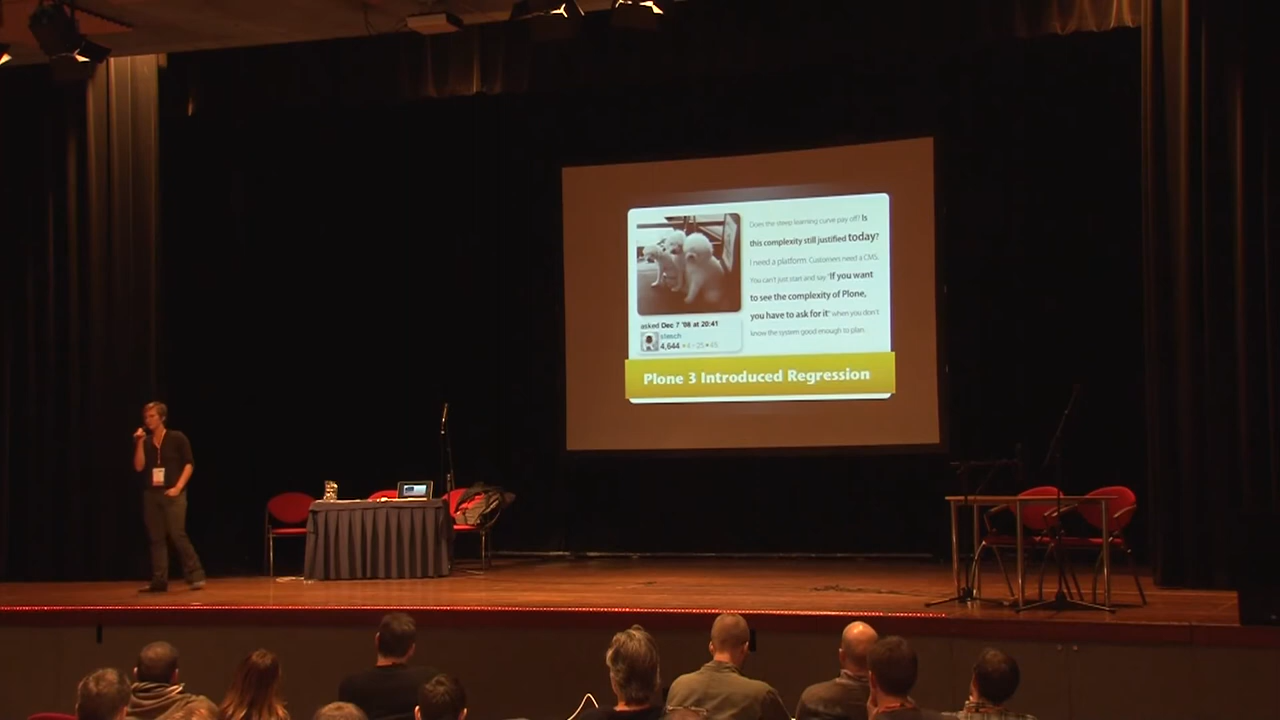 Does the steep learning curve pay off? Is
this complexity still justified today?
I need a platform. Customers need a CMS.
You can't just start and say "If you want
to see the complexity of Plone,
you have to ask for it" when you don't
know the system good enough to plan.
asked Dec 7 '08 at 20:41
stesch
4,644
Plone 3 Introduced Regression